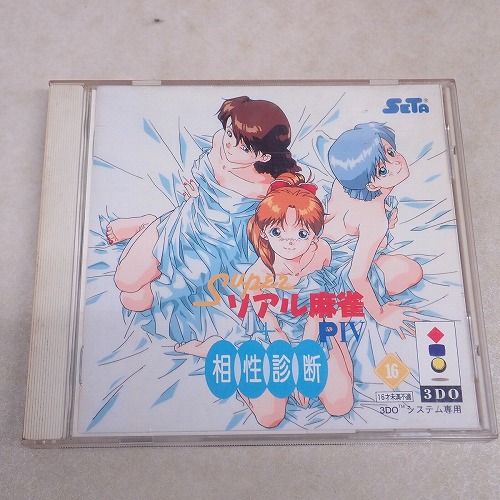 SETA®
Super
リアル麻雀
PIV
+
相性診断
16
16才未満不適
3DO
3DO™システム専用